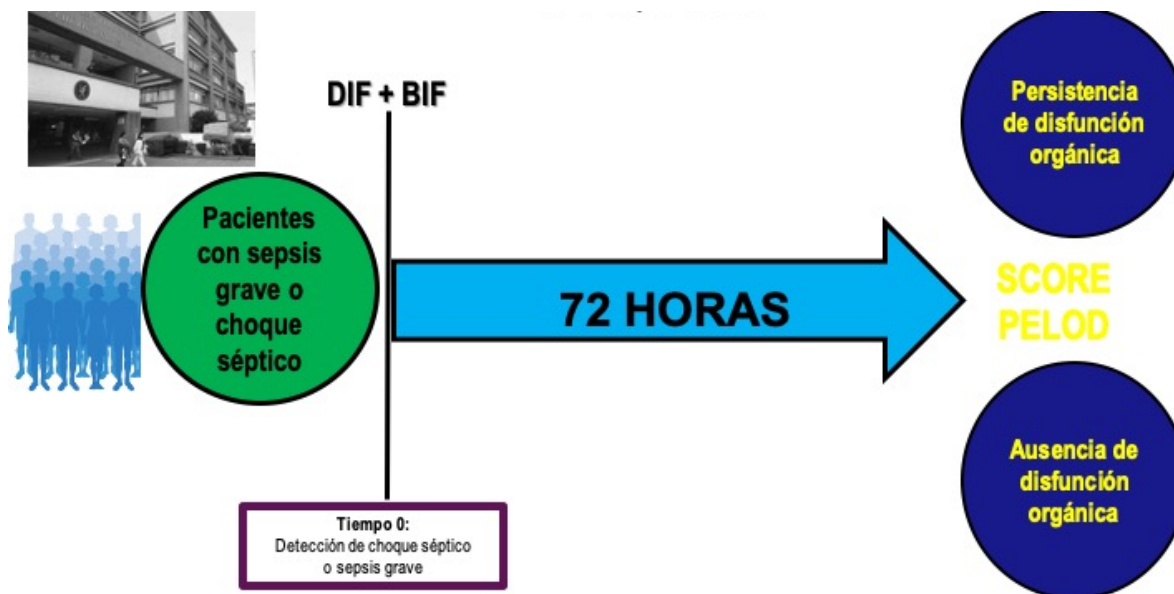 DIF + BIF
Pacientes
con sepsis
grave o
choque
séptico
Tiempo 0:
Detección de choque séptico
o sepsis grave
72 HORAS
Persistencia
de disfunción
orgánica
SCORE
PELOD
Ausencia de
disfunción
orgánica